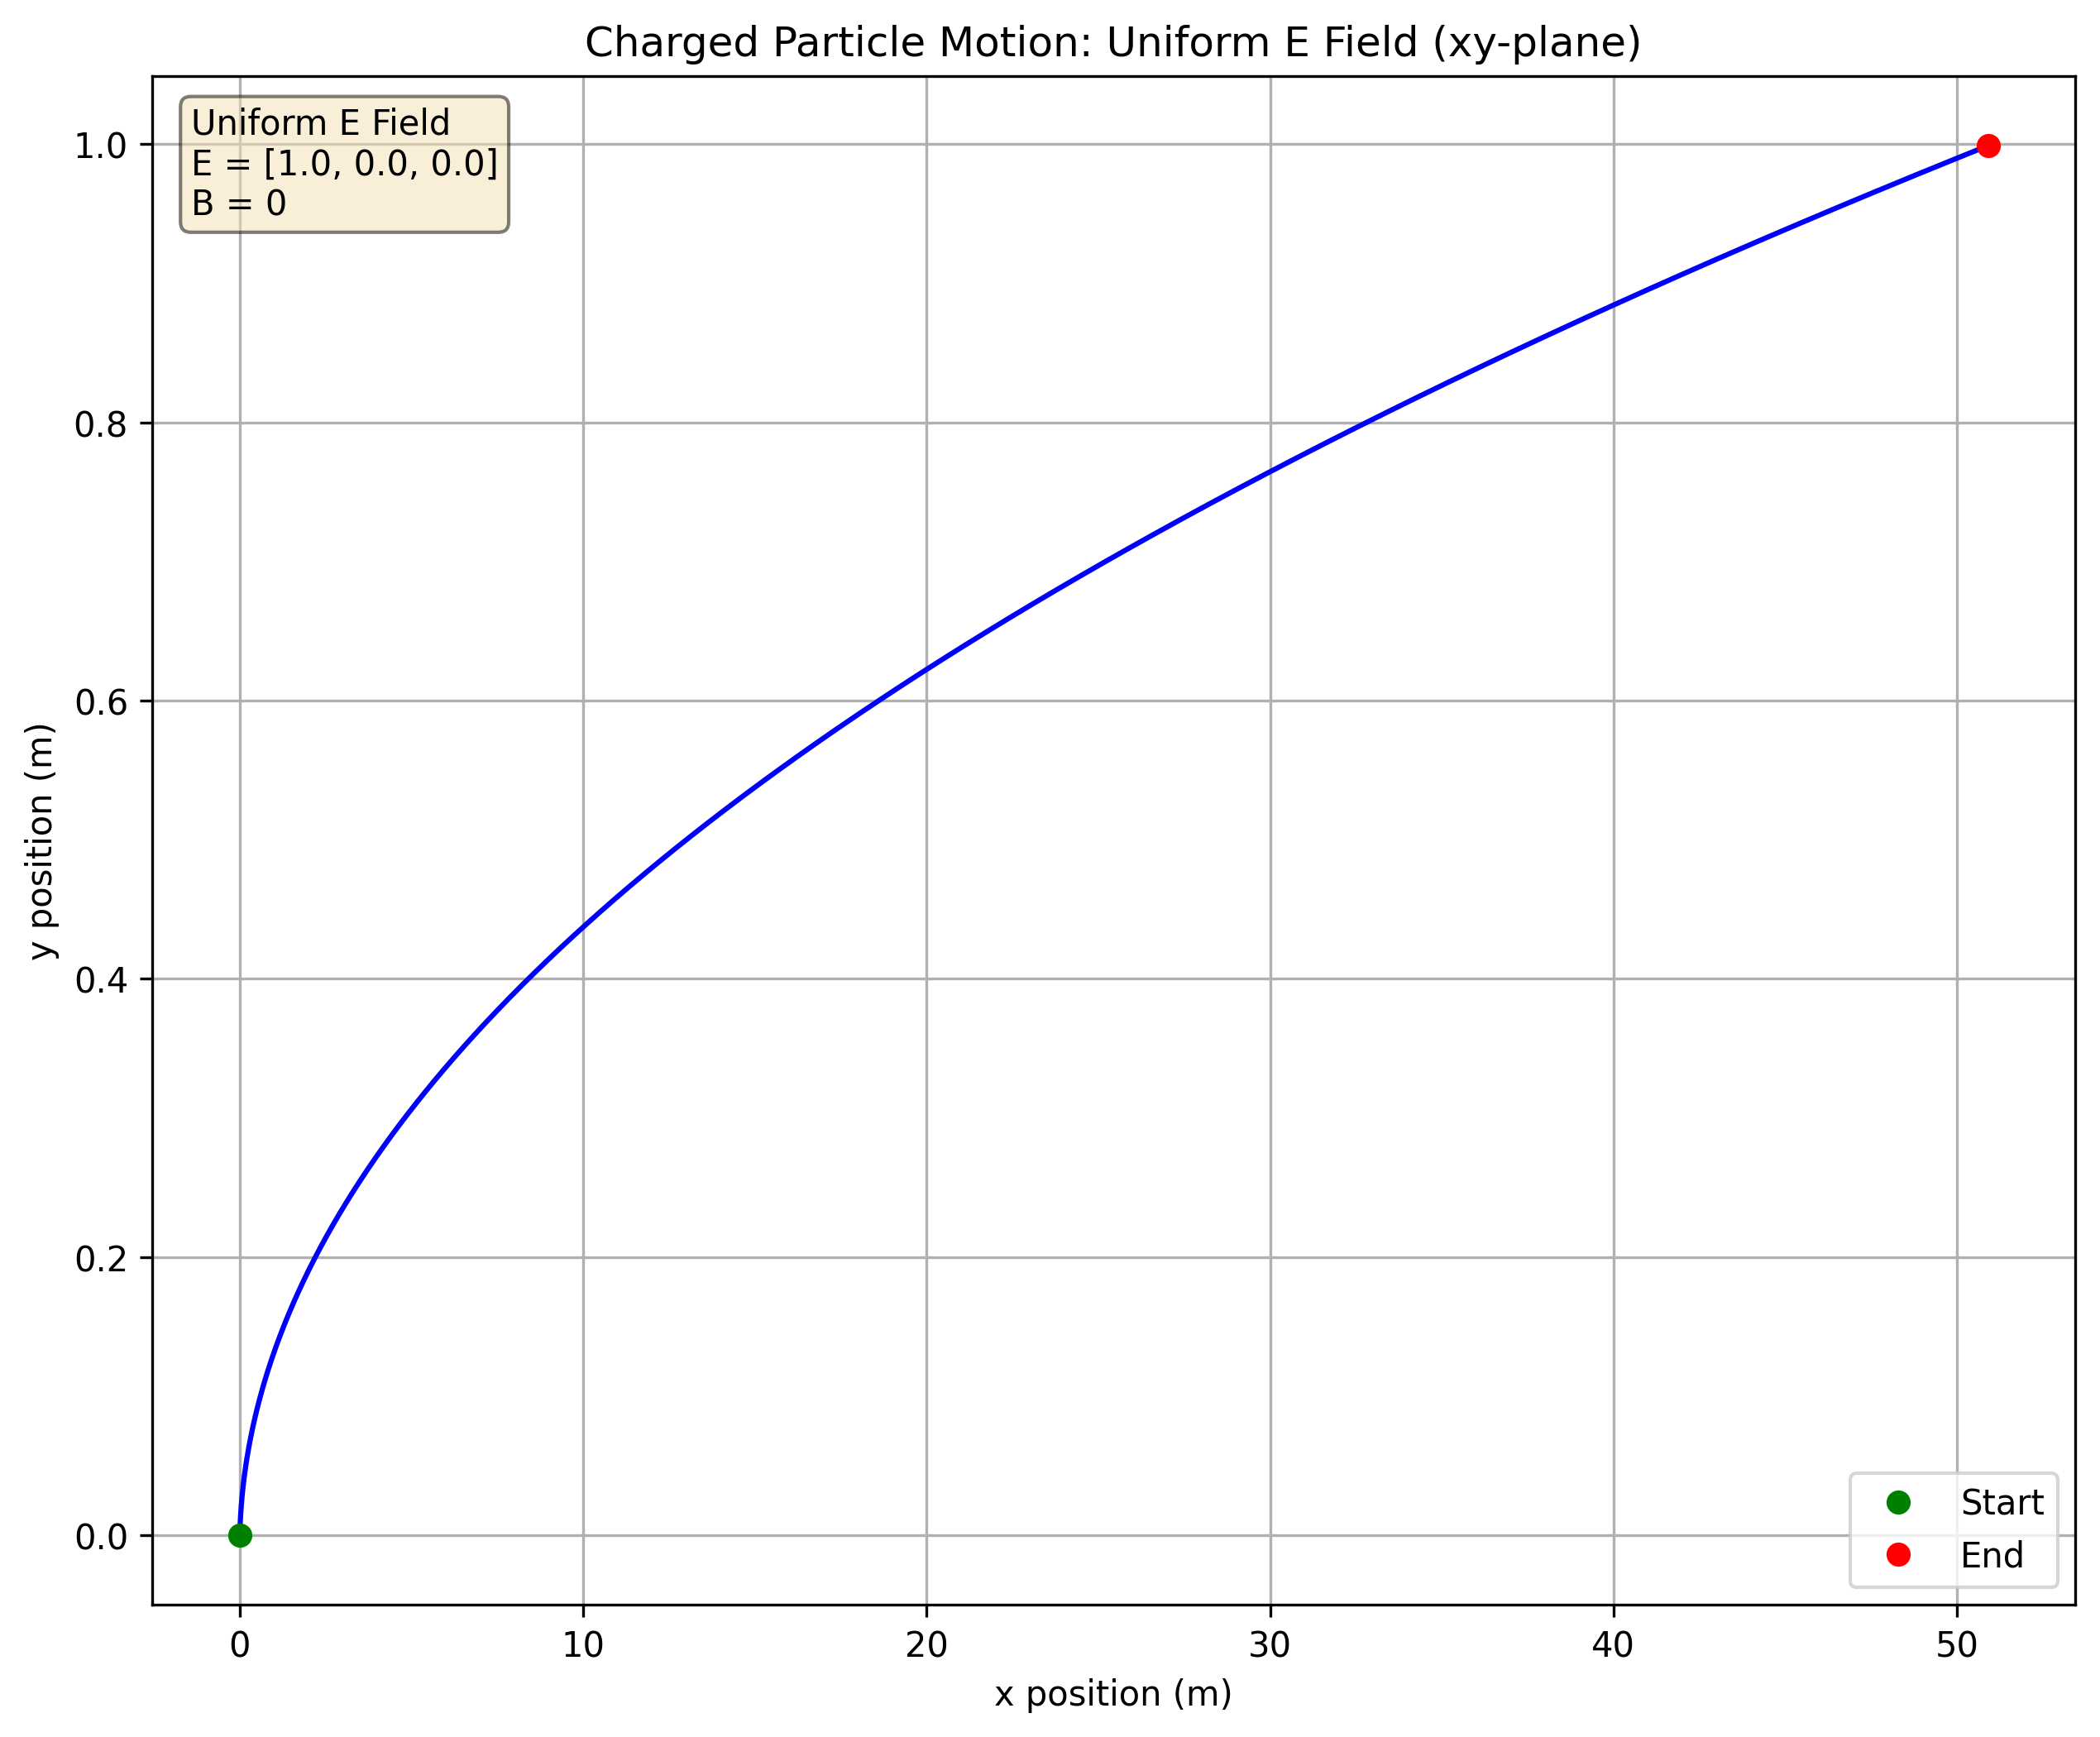 Charged Particle Motion: Uniform E Field (xy-plane)
Uniform E Field
E = [1.0, 0.0, 0.0]
B = 0
y position (m)
1.0
0.8
0.6
0.4
0.2
0.0
Start
End
0 10 20 30 40 50
x position (m)